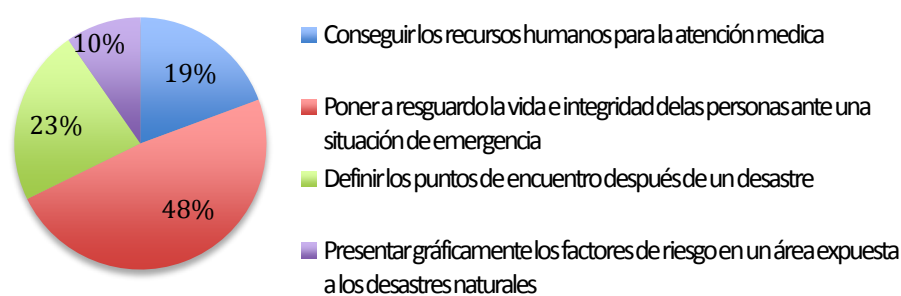 10%
19%
23%
48%
Conseguir los recursos humanos para la atención medica
Poner a resguardo la vida e integridad delas personas ante una
situación de emergencia
Definir los puntos de encuentro después de un desastre
Presentar gráficamente los factores de riesgo en un área expuesta
a los desastres naturales